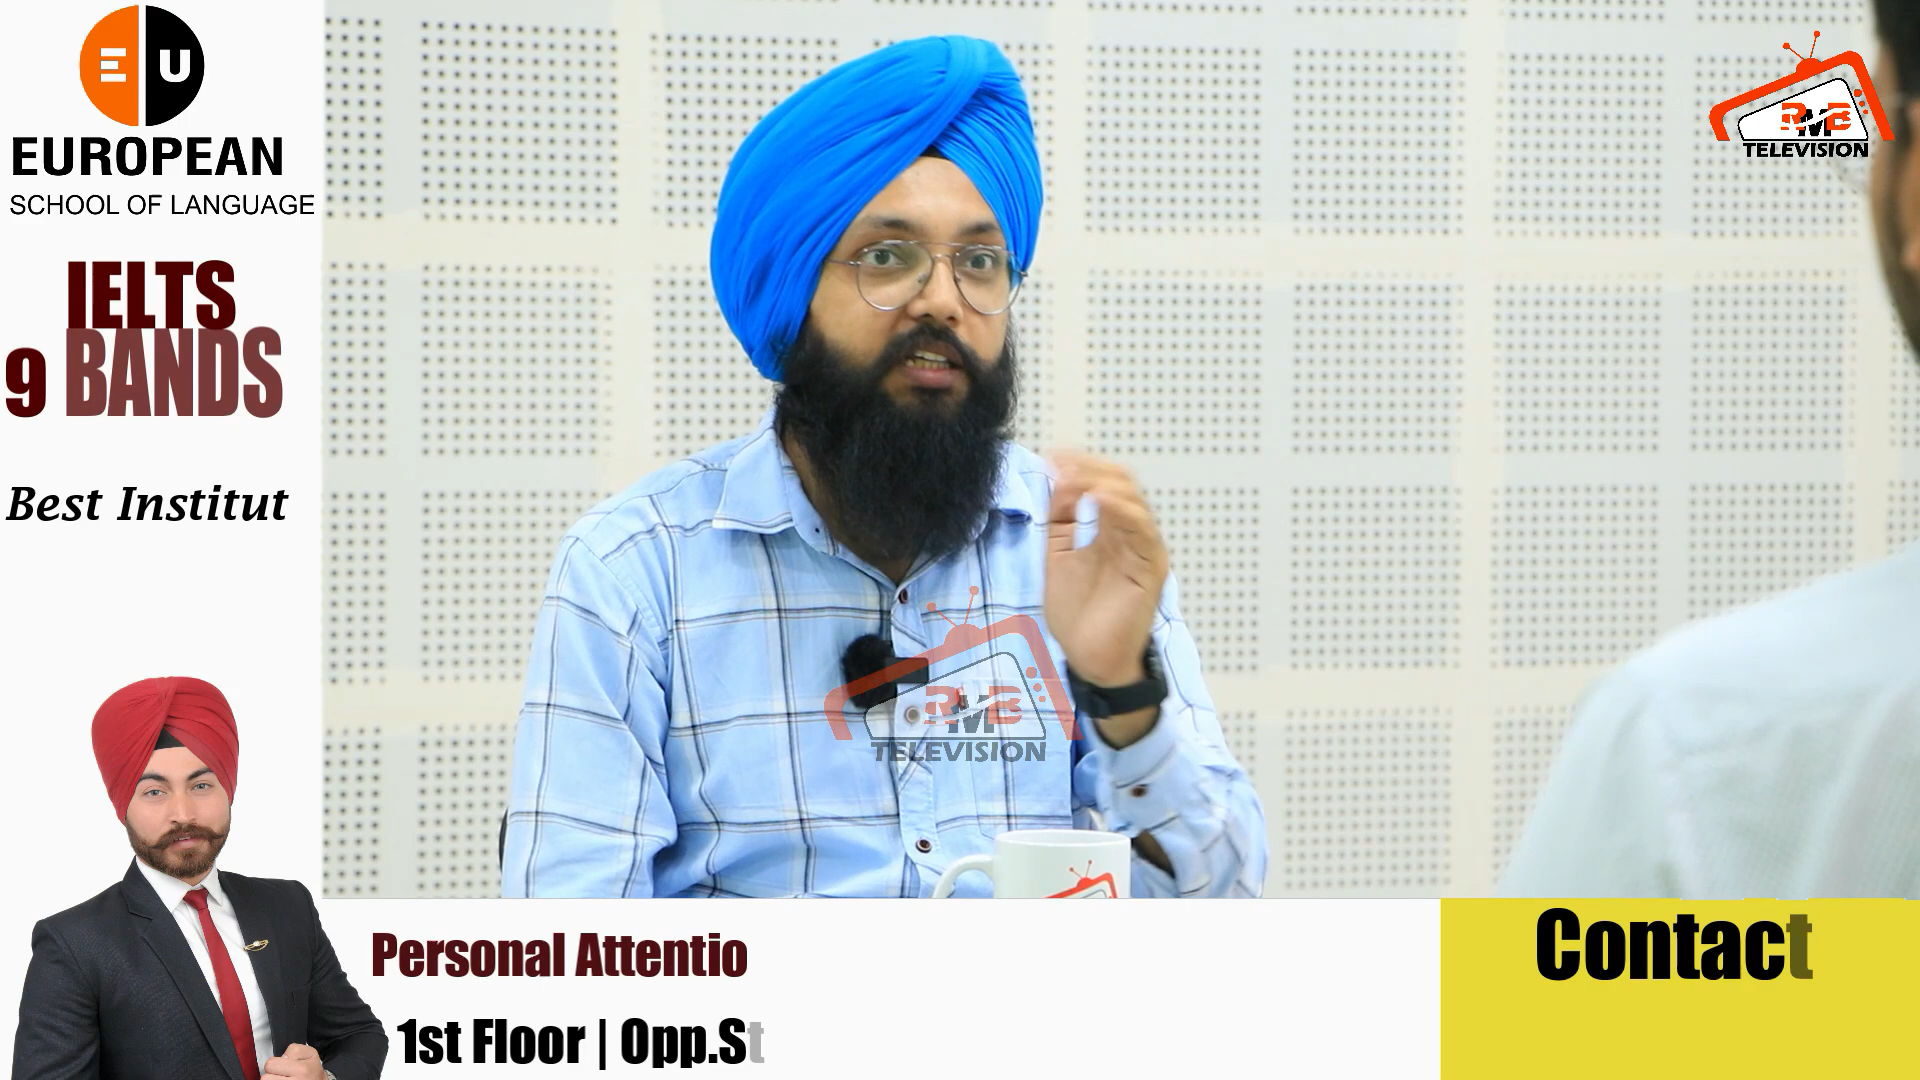 EU
EUROPEAN
SCHOOL OF LANGUAGE
IELTS
9 BANDS
Best Institut
RMB
TELEVISION
RMB
TELEVISION
Personal Attentio
1st Floor | Opp.St
Contact